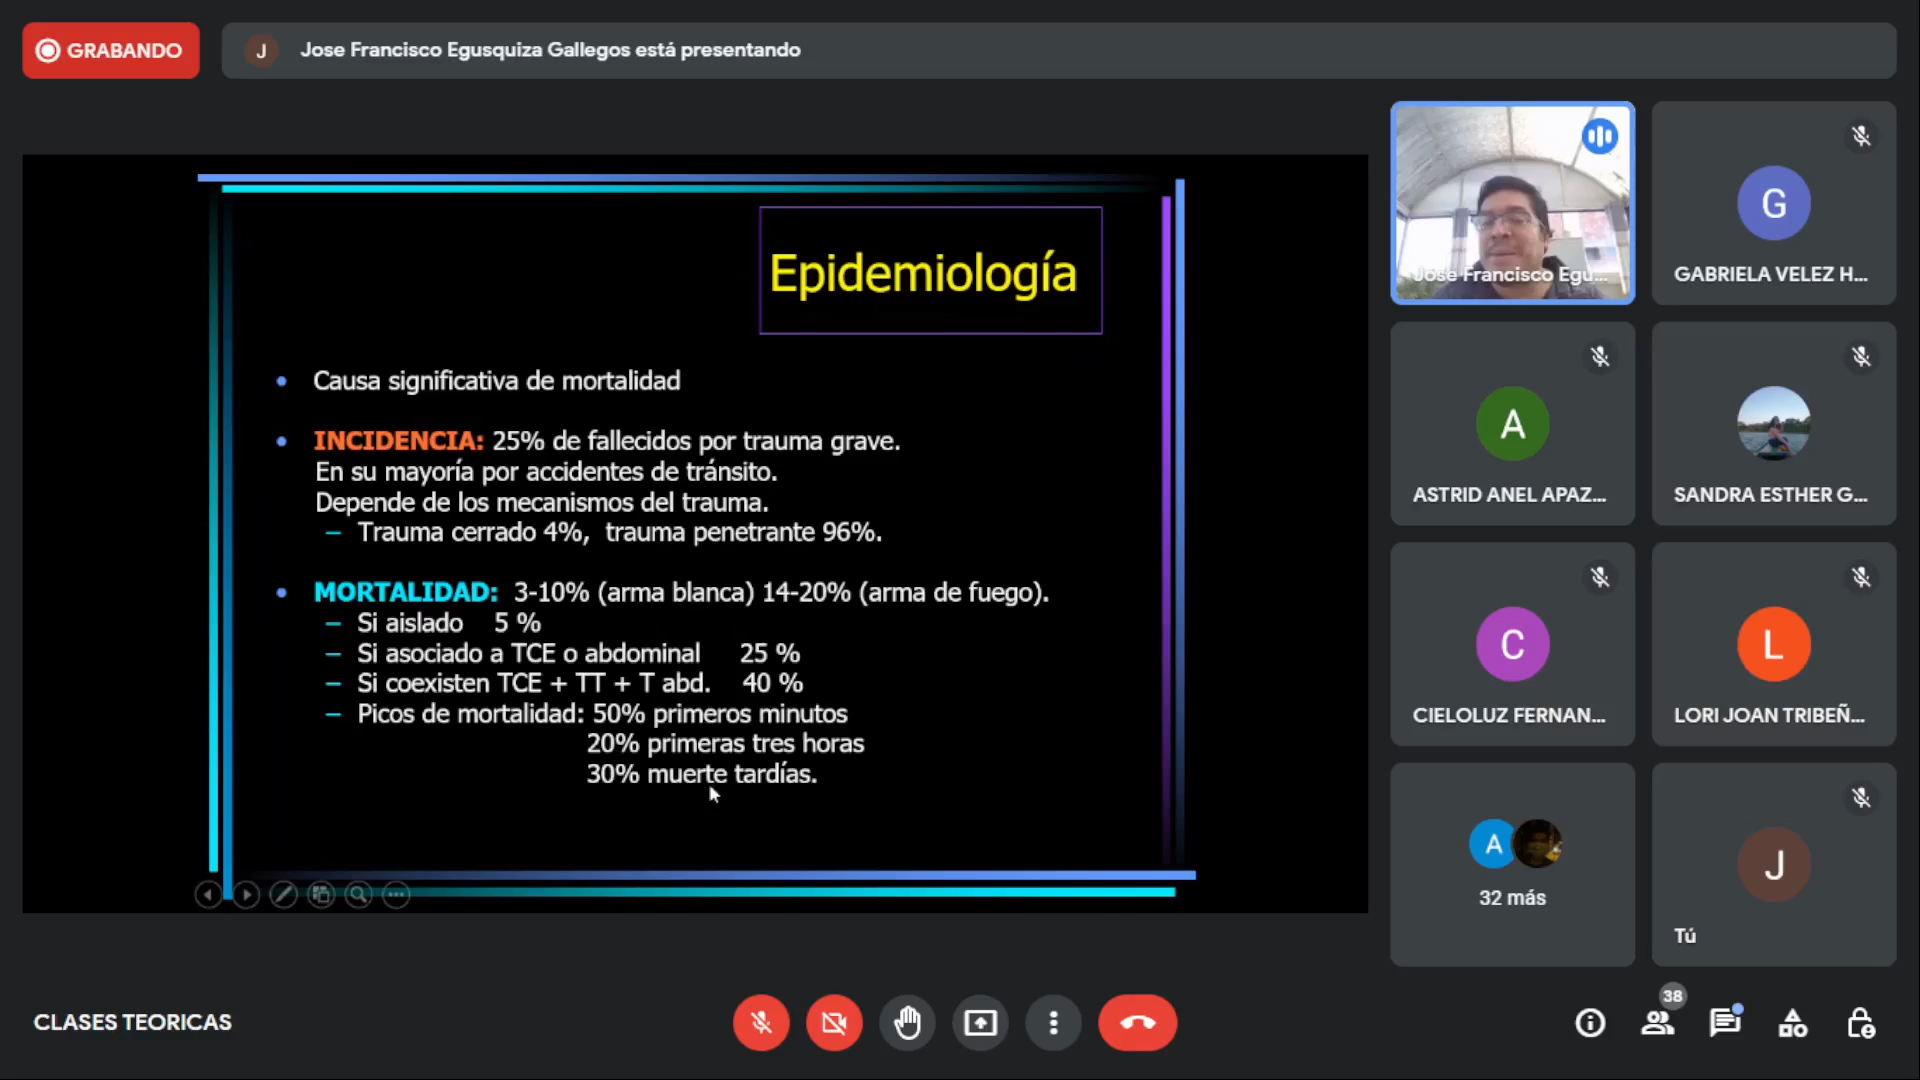 GRABANDO
J
Jose Francisco Egusquiza Gallegos está presentando
Epidemiología
• Causa significativa de mortalidad
• INCIDENCIA: 25% de fallecidos por trauma grave.
En su mayoría por accidentes de tránsito.
Depende de los mecanismos del trauma.
– Trauma cerrado 4%, trauma penetrante 96%.
• MORTALIDAD: 3-10% (arma blanca) 14-20% (arma de fuego).
– Si aislado 5 %
– Si asociado a TCE o abdominal 25 %
– Si coexisten TCE + TT + T abd. 40 %
– Picos de mortalidad: 50% primeros minutos
20% primeras tres horas
30% muerte tardías.
Jose Francisco Egu...
G
GABRIELA VELEZ H...
A
ASTRID ANEL APAZ...
SANDRA ESTHER G...
C
CIELOLUZ FERNAN...
L
LORI JOAN TRIBEÑ...
A
32 más
J
Tú
CLASES TEORICAS
38